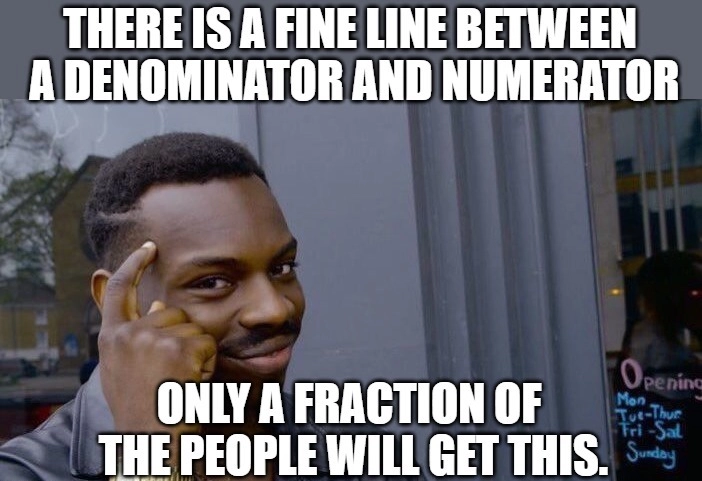 THERE IS A FINE LINE BETWEEN
A DENOMINATOR AND NUMERATOR
Opening
Mon
Tue-Thur
Fri-Sat
Sunday
ONLY A FRACTION OF
THE PEOPLE WILL GET THIS.